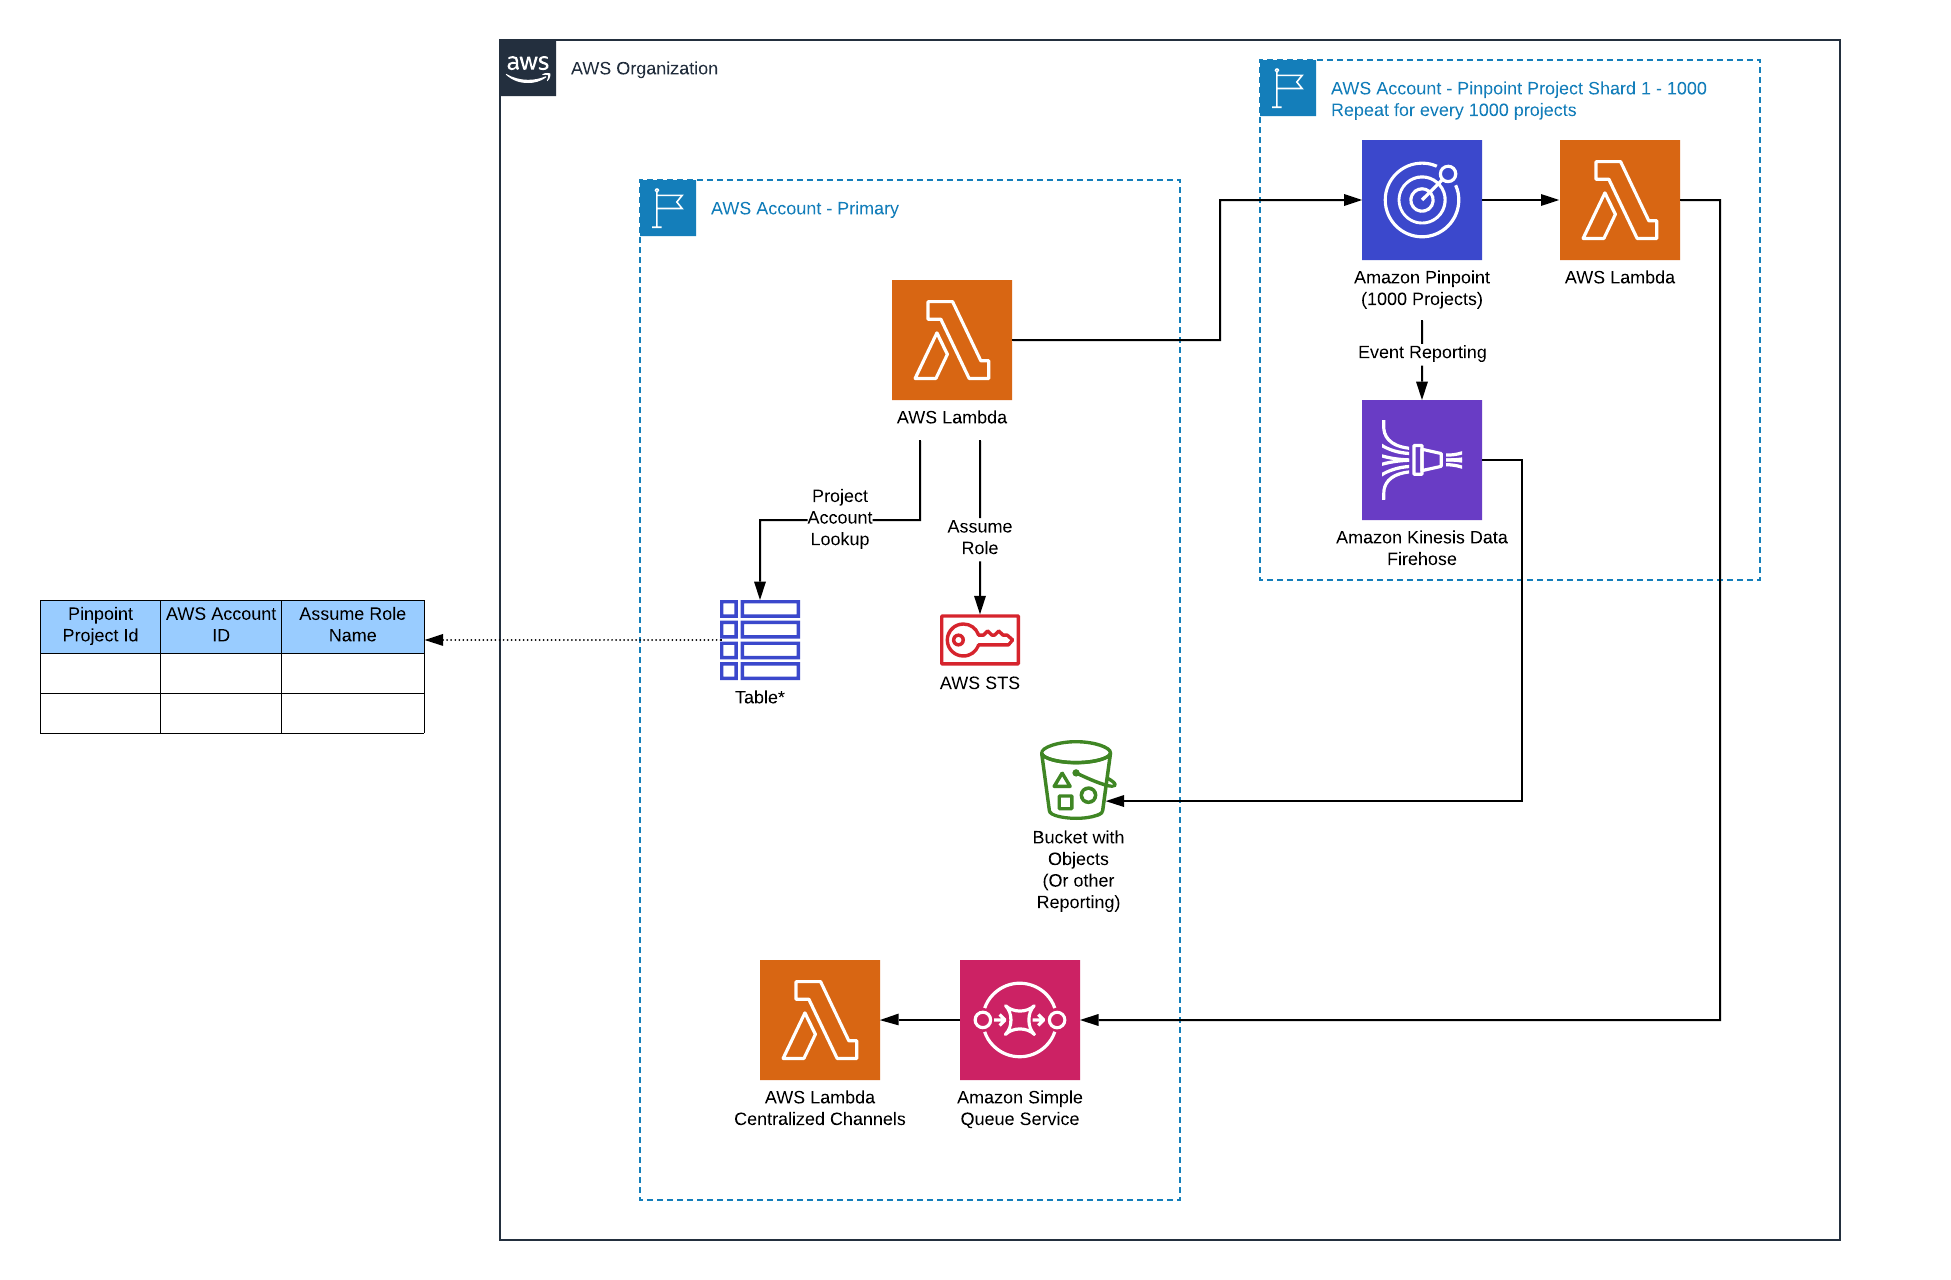 aws
AWS Organization
AWS Account - Pinpoint Project Shard 1 - 1000
Repeat for every 1000 projects
Amazon Pinpoint
(1000 Projects)
AWS Lambda
Event Reporting
Amazon Kinesis Data
Firehose
AWS Account - Primary
AWS Lambda
Project
Account
Lookup
Assume
Role
Table*
AWS STS
Pinpoint
Project Id
AWS Account
ID
Assume Role
Name
Bucket with
Objects
(Or other
Reporting)
AWS Lambda
Centralized Channels
Amazon Simple
Queue Service